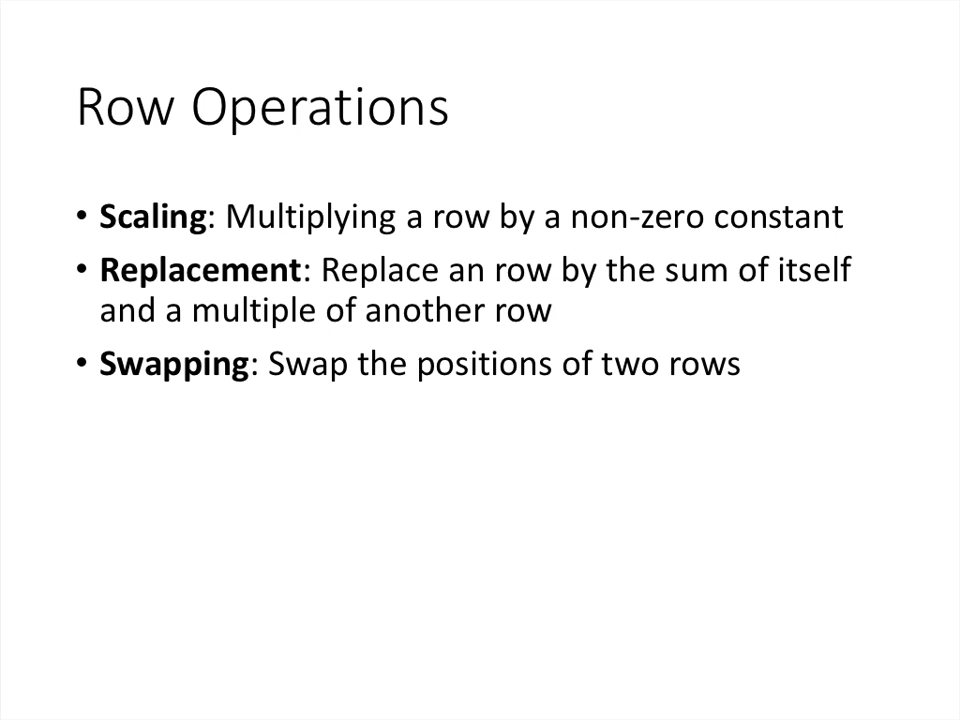 Row Operations
• Scaling: Multiplying a row by a non-zero constant
• Replacement: Replace an row by the sum of itself
and a multiple of another row
• Swapping: Swap the positions of two rows